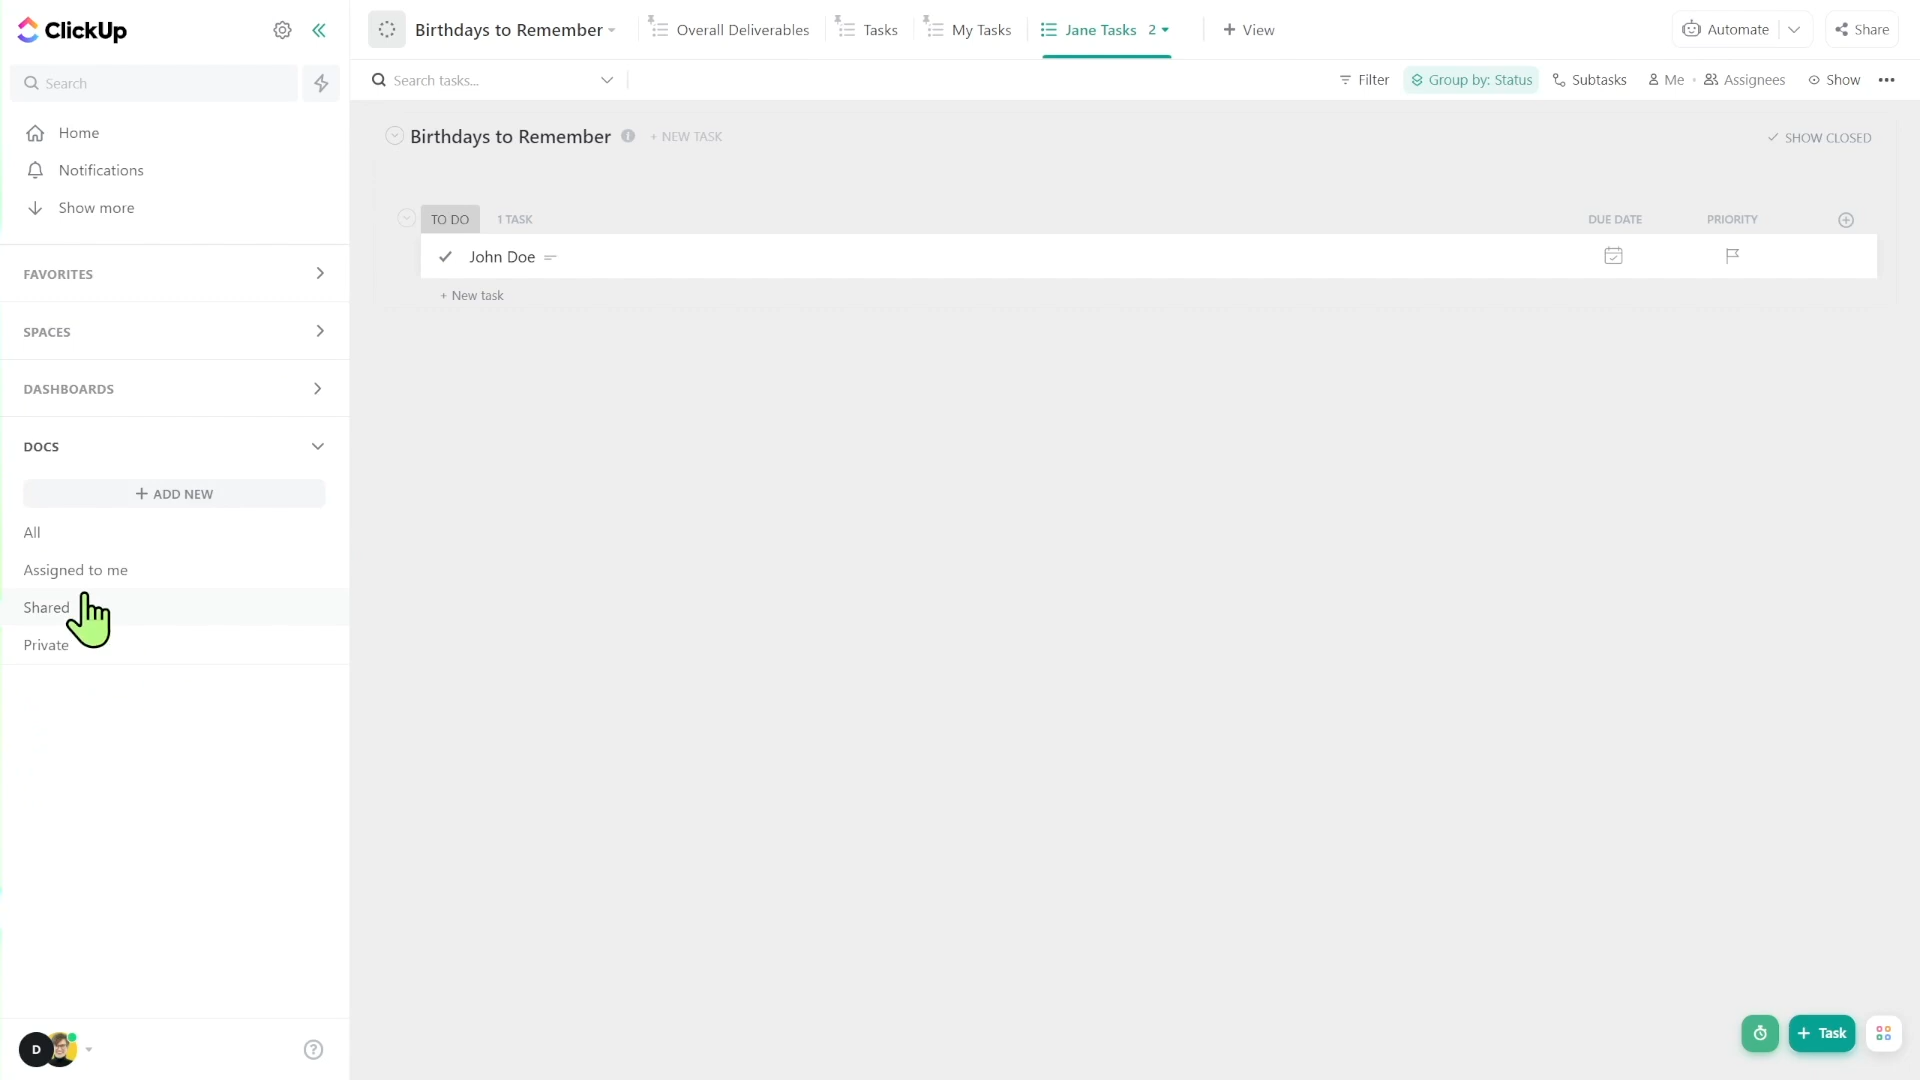 ClickUp
Search
Home
Notifications
Show more
FAVORITES
SPACES
DASHBOARDS
DOCS
+ ADD NEW
All
Assigned to me
Shared
Private
D
Birthdays to Remember
Overall Deliverables
Tasks
My Tasks
Jane Tasks 2
+ View
Automate
Share
Search tasks...
Filter
Group by: Status
Subtasks
Me
Assignees
Show
Birthdays to Remember
+ NEW TASK
SHOW CLOSED
TO DO
1 TASK
DUE DATE
PRIORITY
John Doe
+ New task
+ Task